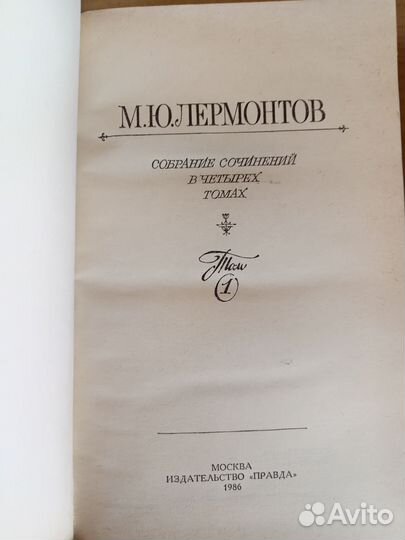 М.Ю.ЛЕРМОНТОВ
СОБРАНИЕ СОЧИНЕНИЙ
В ЧЕТЫРЕХ
ТОМАХ
Том
1
МОСКВА
ИЗДАТЕЛЬСТВО «ПРАВДА»
1986
Avito